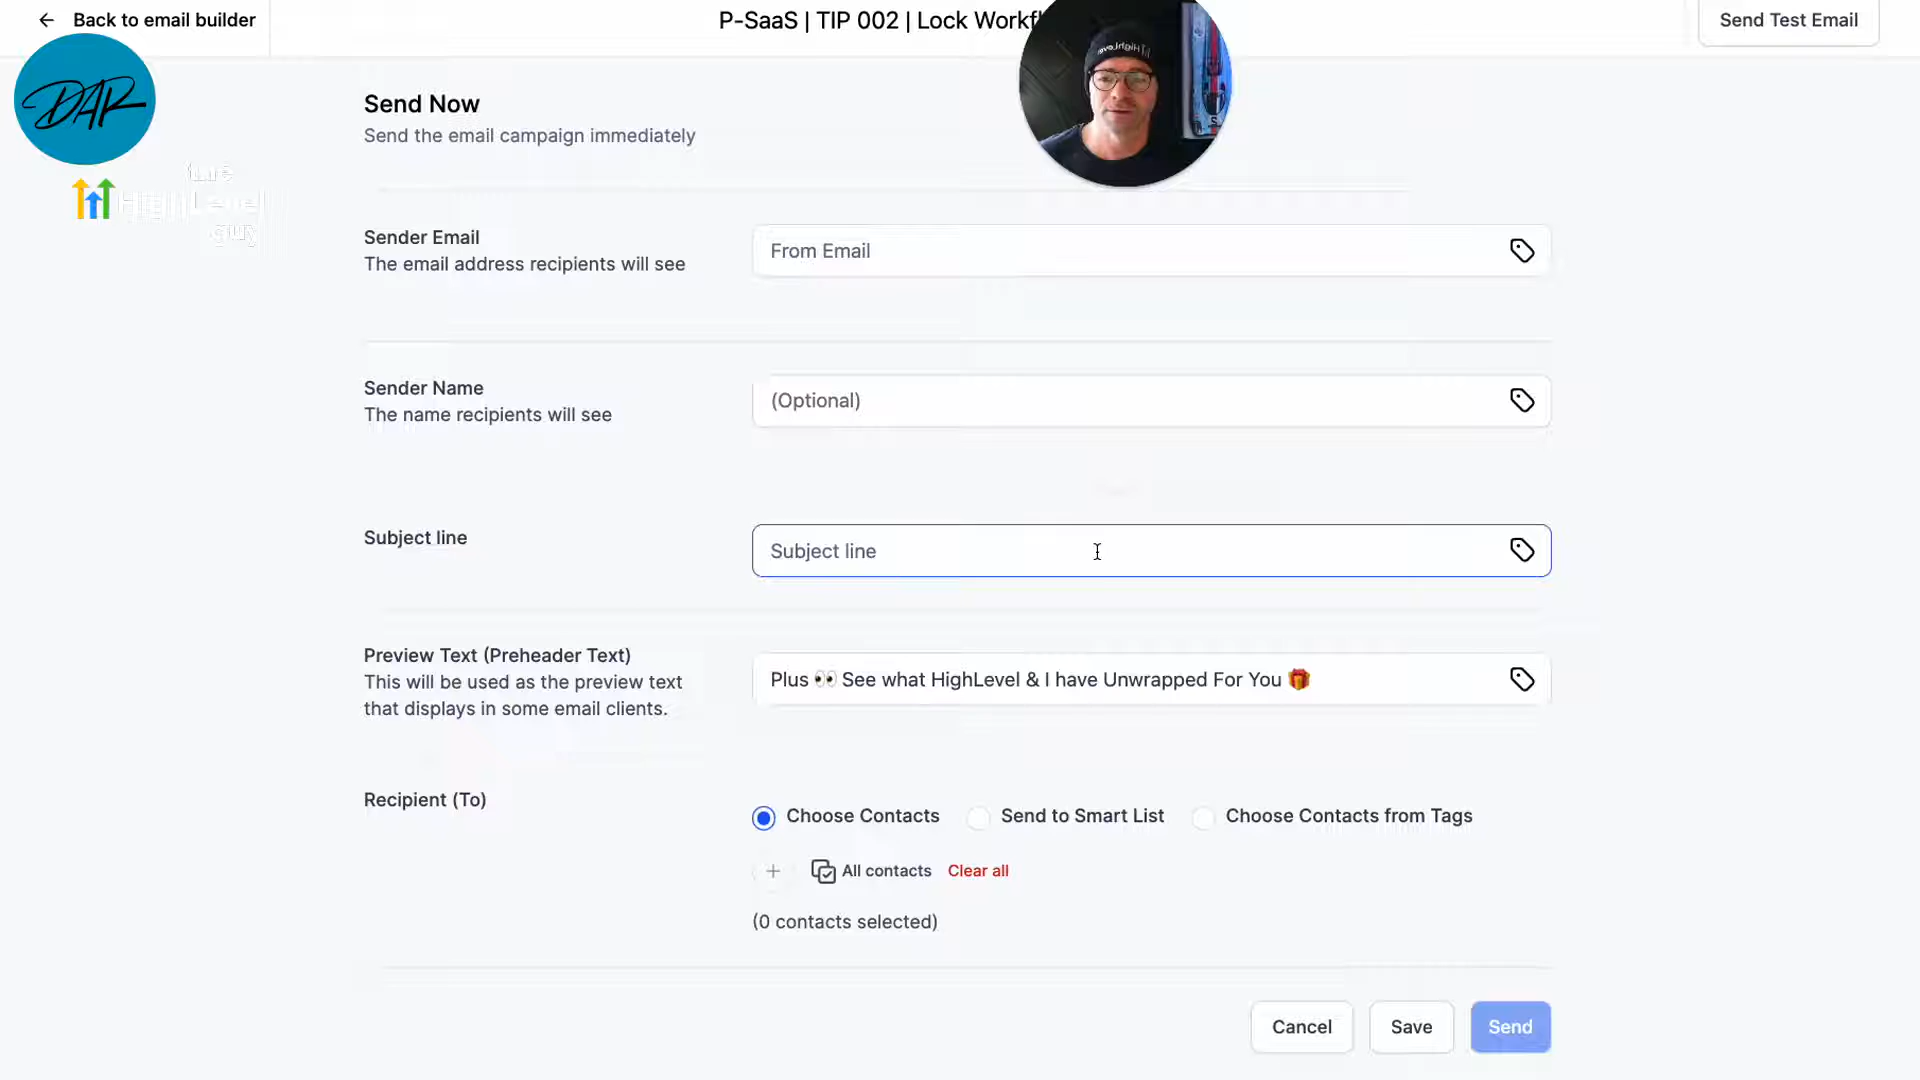 Back to email builder
P-SaaS | TIP 002 | Lock
Send Test Email
DAR
the
HighLevel
guy
HighLevel
Send Now
Send the email campaign immediately
Sender Email
The email address recipients will see
From Email
Sender Name
The name recipients will see
(Optional)
Subject line
Subject line
Preview Text (Preheader Text)
This will be used as the preview text
that displays in some email clients.
Plus 👀 See what HighLevel & I have Unwrapped For You 🎁
Recipient (To)
Choose Contacts
Send to Smart List
Choose Contacts from Tags
All contacts
Clear all
(0 contacts selected)
Cancel
Save
Send